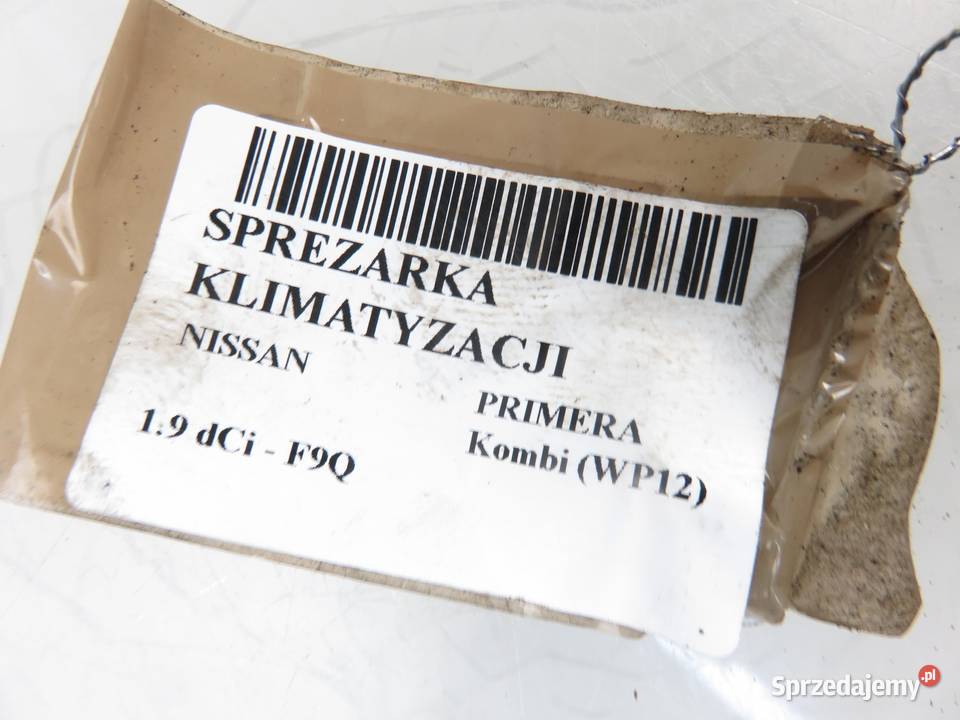 SPREZARKA
KLIMATYZACJI
NISSAN
PRIMERA
1.9 dCi - F9Q
Kombi (WP12)
Sprzedajemy.pl